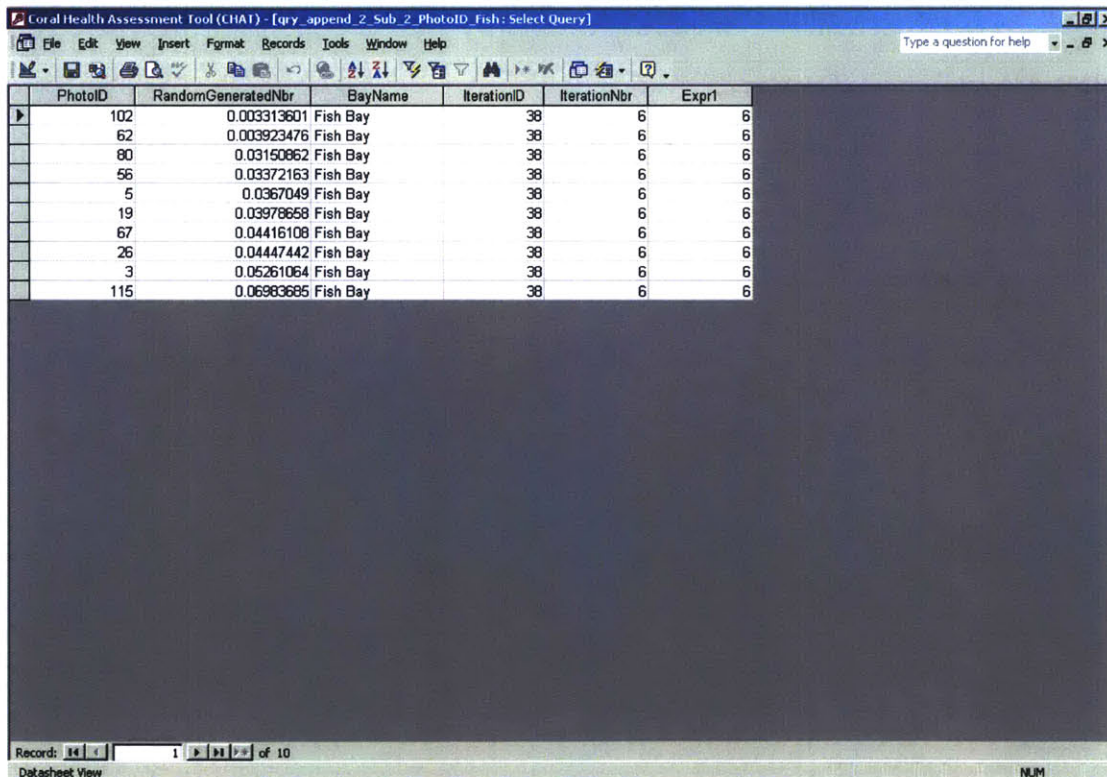 Coral Health Assessment Tool (CHAT) - [qry_append_2_Sub_2_PhotoID_Fish : Select Query]
File Edit View Insert Format Records Tools Window Help Type a question for help
PhotoID RandomGeneratedNbr BayName IterationID IterationNbr Expr1
102 0.003313601 Fish Bay 38 6 6
62 0.003923476 Fish Bay 38 6 6
80 0.03150862 Fish Bay 38 6 6
56 0.03372163 Fish Bay 38 6 6
5 0.0367049 Fish Bay 38 6 6
19 0.03978658 Fish Bay 38 6 6
67 0.04416108 Fish Bay 38 6 6
26 0.04447442 Fish Bay 38 6 6
3 0.05261064 Fish Bay 38 6 6
115 0.06983685 Fish Bay 38 6 6
Record: 1 of 10
Datasheet View NUM